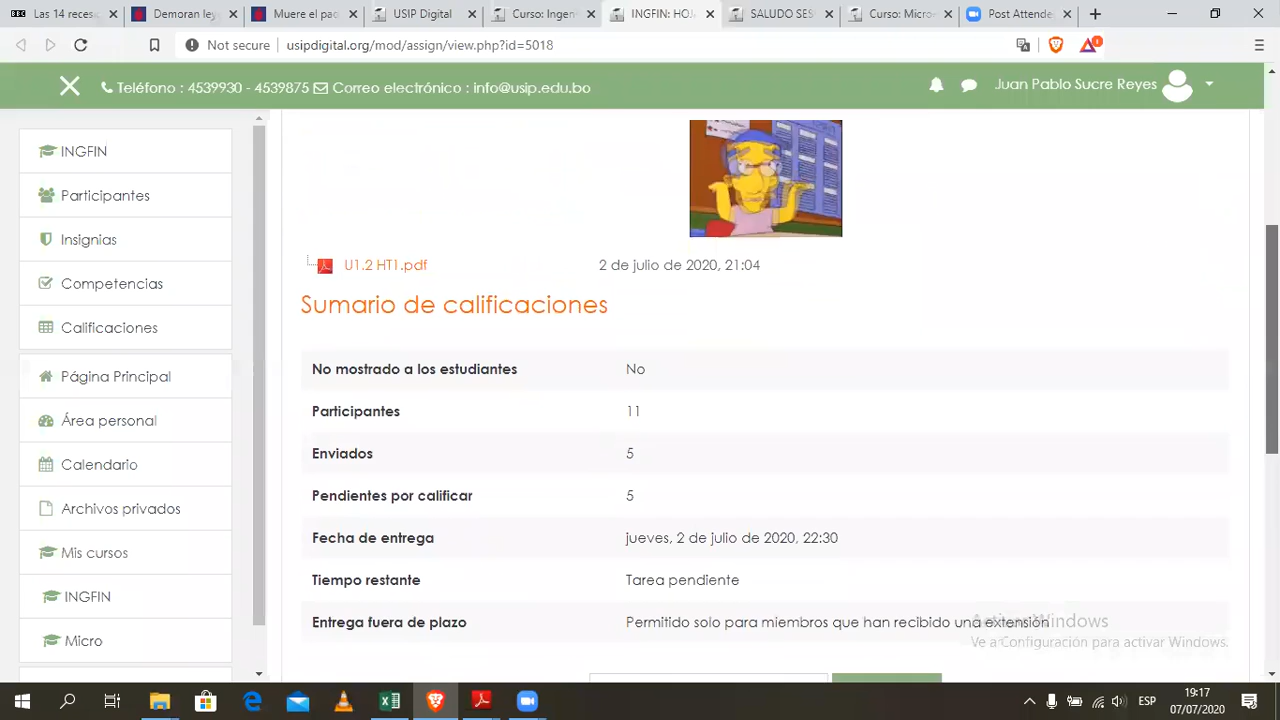 Las 14 recesi
Demoran ley
Muere el pac
USIP Digital
Curso: Ingen
INGFIN: HOJ
SALUDO SES
Curso: Micro
Post Attende
Not secure
usipdigital.org/mod/assign/view.php?id=5018
Teléfono : 4539930 - 4539875 Correo electrónico : info@usip.edu.bo
Juan Pablo Sucre Reyes
INGFIN
Participantes
Insignias
Competencias
Calificaciones
Página Principal
Área personal
Calendario
Archivos privados
Mis cursos
INGFIN
Micro
U1.2 HT1.pdf 2 de julio de 2020, 21:04
Sumario de calificaciones
No mostrado a los estudiantes No
Participantes 11
Enviados 5
Pendientes por calificar 5
Fecha de entrega jueves, 2 de julio de 2020, 22:30
Tiempo restante Tarea pendiente
Entrega fuera de plazo Permitido solo para miembros que han recibido una extensión
Activar Windows
Ve a Configuración para activar Windows.
ESP
19:17
07/07/2020